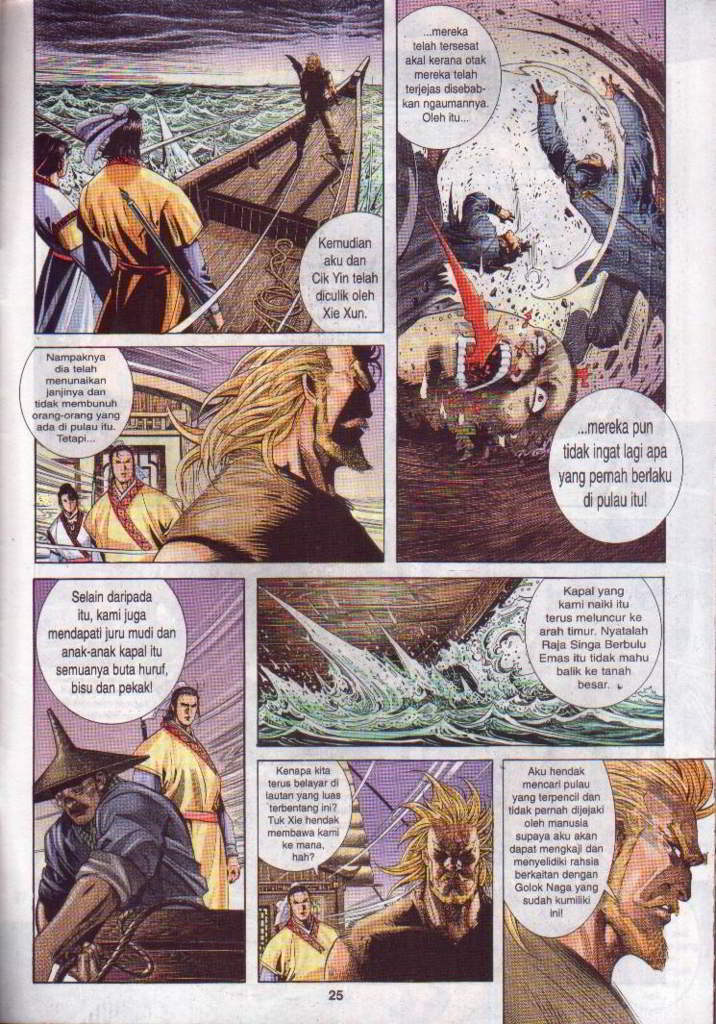 Kemudian
aku dan
Cik Yin telah
diculik oleh
Xie Xun.
...mereka
telah tersesat
akal kerana otak
mereka telah
terjejas disebab-
kan ngaumannya.
Oleh itu...
Nampaknya
dia telah
menunaikan
janjinya dan
tidak membunuh
orang-orang yang
ada di pulau itu.
Tetapi...
...mereka pun
tidak ingat lagi apa
yang pernah berlaku
di pulau itu!
Selain daripada
itu, kami juga
mendapati juru mudi dan
anak-anak kapal itu
semuanya buta huruf,
bisu dan pekak!
Kapal yang
kami naiki itu
terus meluncur ke
arah timur. Nyatalah
Raja Singa Berbulu
Emas itu tidak mahu
balik ke tanah
besar.
Kenapa kita
terus belayar di
lautan yang luas
terbentang ini?
Tuk Xie hendak
membawa kami
ke mana,
hah?
Aku hendak
mencari pulau
yang terpencil dan
tidak pernah dijejaki
oleh manusia
supaya aku akan
dapat mengkaji dan
menyelidiki rahsia
berkaitan dengan
Golok Naga yang
sudah kumiliki
ini!
25